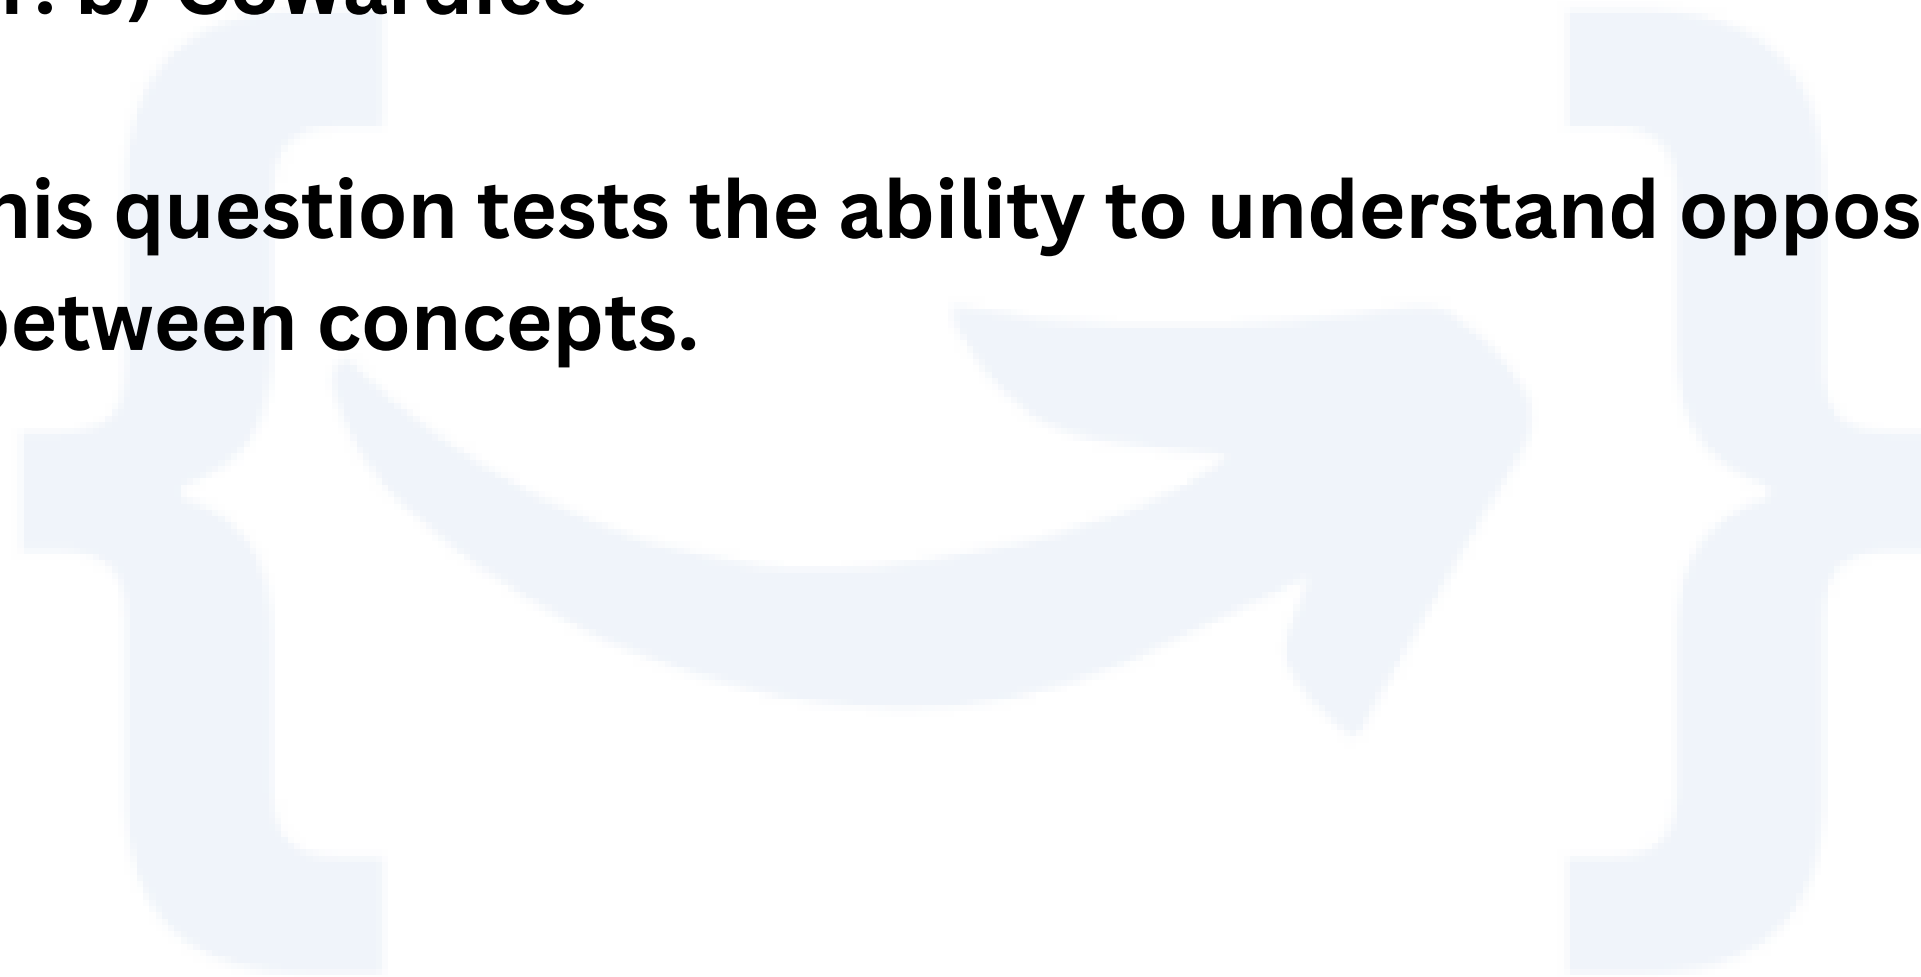 r: b) Cowardice
his question tests the ability to understand oppos
between concepts.